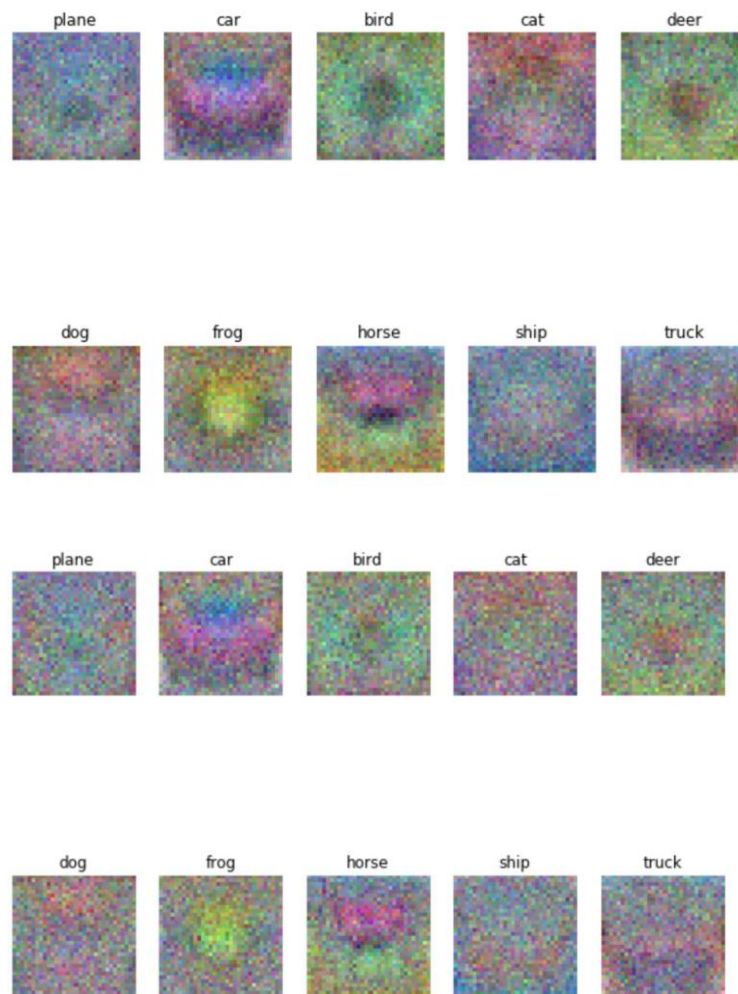 plane car bird cat deer
dog frog horse ship truck
plane car bird cat deer
dog frog horse ship truck